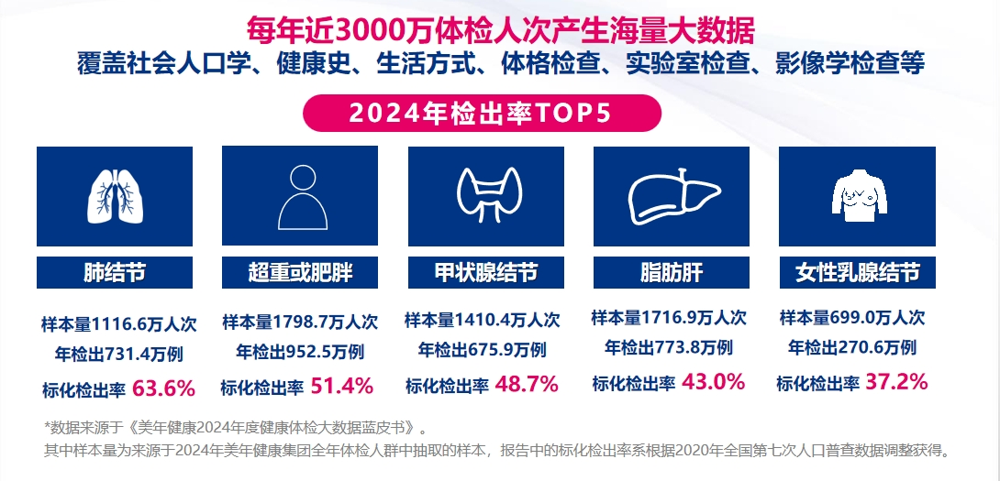 每年近3000万体检人次产生海量大数据
覆盖社会人口学、健康史、生活方式、体格检查、实验室检查、影像学检查等
2024年检出率TOP5
肺结节
样本量1116.6万人次
年检出731.4万例
标化检出率 63.6%
超重或肥胖
样本量1798.7万人次
年检出952.5万例
标化检出率 51.4%
甲状腺结节
样本量1410.4万人次
年检出675.9万例
标化检出率 48.7%
脂肪肝
样本量1716.9万人次
年检出773.8万例
标化检出率 43.0%
女性乳腺结节
样本量699.0万人次
年检出270.6万例
标化检出率 37.2%
*数据来源于《美年健康2024年度健康体检大数据蓝皮书》。
其中样本量为来源于2024年美年健康集团全年体检人群中抽取的样本，报告中的标化检出率系根据2020年全国第七次人口普查数据调整获得。